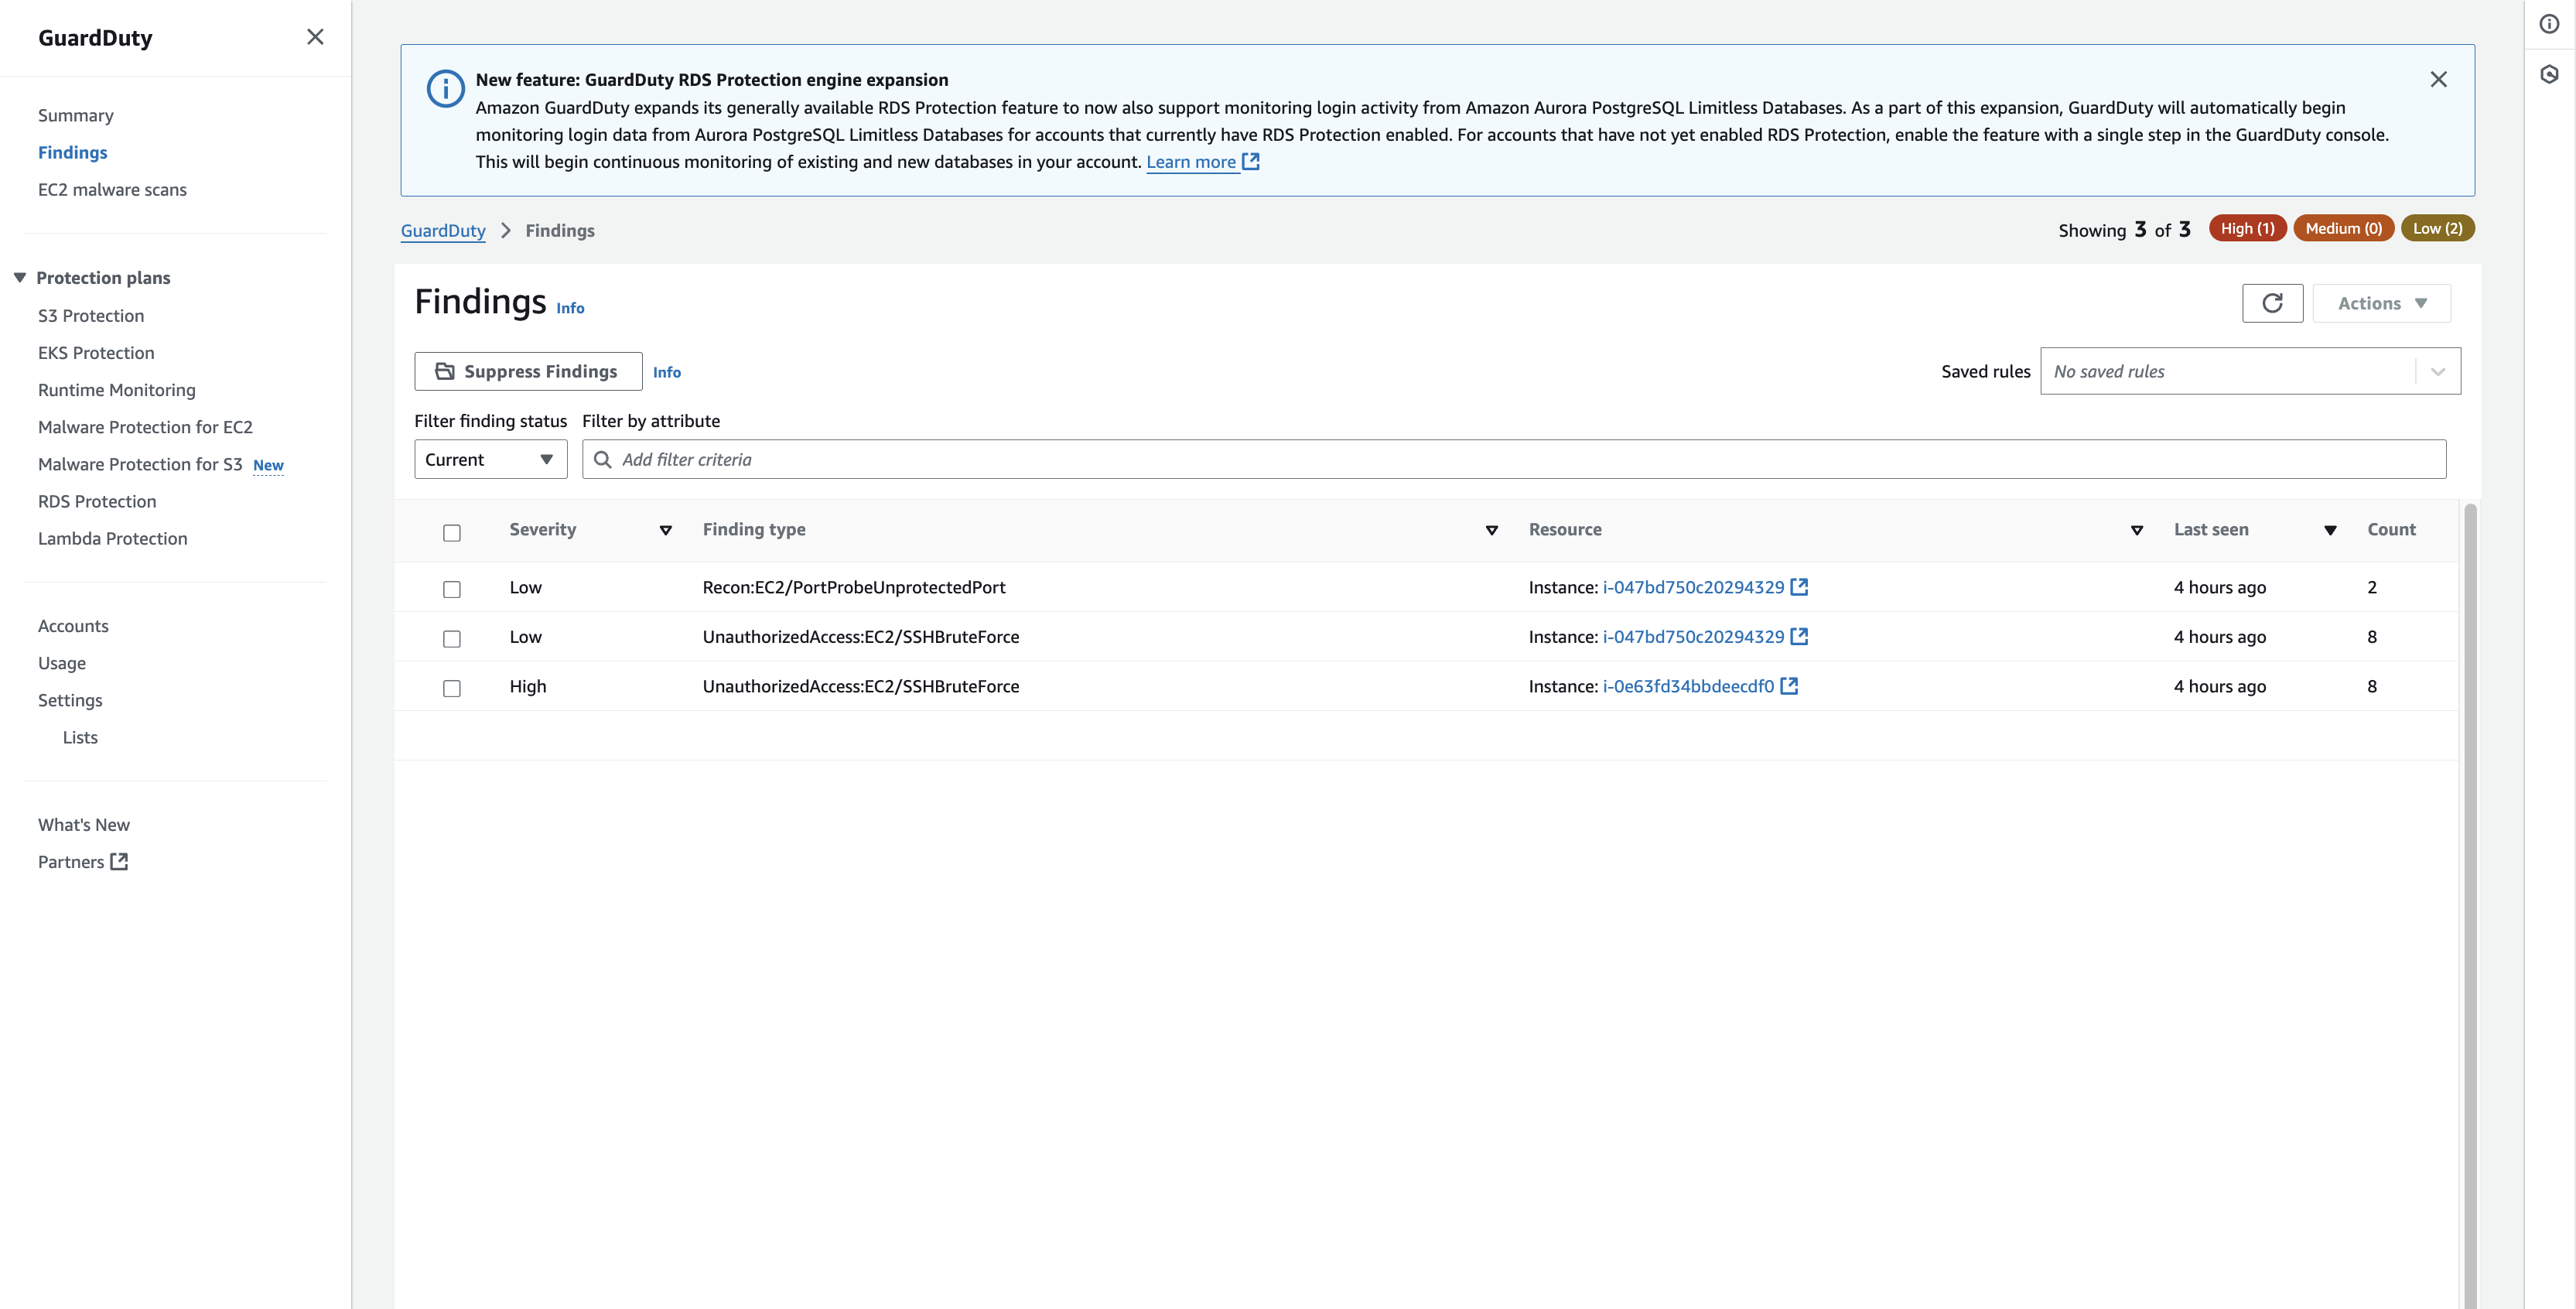 GuardDuty
Summary
Findings
EC2 malware scans
Protection plans
S3 Protection
EKS Protection
Runtime Monitoring
Malware Protection for EC2
Malware Protection for S3 New
RDS Protection
Lambda Protection
Accounts
Usage
Settings
Lists
What's New
Partners
New feature: GuardDuty RDS Protection engine expansion
Amazon GuardDuty expands its generally available RDS Protection feature to now also support monitoring login activity from Amazon Aurora PostgreSQL Limitless Databases. As a part of this expansion, GuardDuty will automatically begin
monitoring login data from Aurora PostgreSQL Limitless Databases for accounts that currently have RDS Protection enabled. For accounts that have not yet enabled RDS Protection, enable the feature with a single step in the GuardDuty console.
This will begin continuous monitoring of existing and new databases in your account. Learn more
GuardDuty > Findings
Showing 3 of 3 High (1) Medium (0) Low (2)
Findings Info
Actions
Suppress Findings Info
Saved rules No saved rules
Filter finding status Filter by attribute
Current Add filter criteria
Severity Finding type Resource Last seen Count
Low Recon:EC2/PortProbeUnprotectedPort Instance: i-047bd750c20294329 4 hours ago 2
Low UnauthorizedAccess:EC2/SSHBruteForce Instance: i-047bd750c20294329 4 hours ago 8
High UnauthorizedAccess:EC2/SSHBruteForce Instance: i-0e63fd34bbdeecdf0 4 hours ago 8